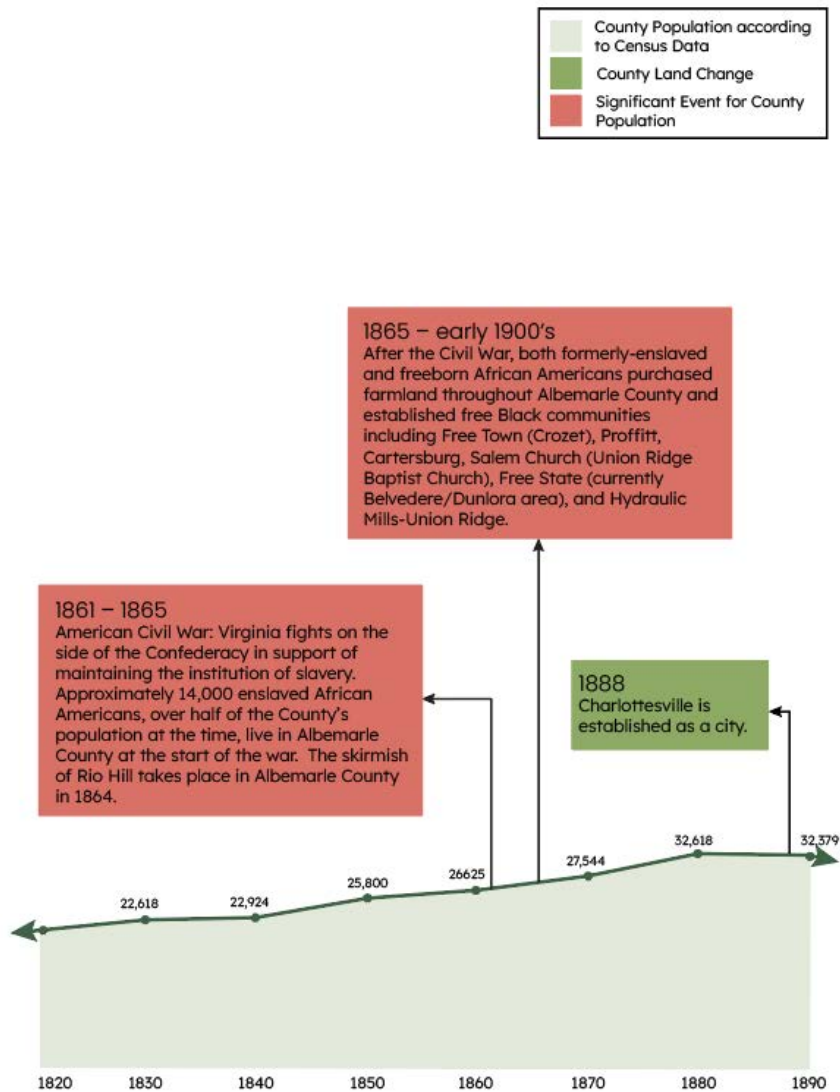 County Population according
to Census Data
County Land Change
Significant Event for County
Population
1865 – early 1900's
After the Civil War, both formerly-enslaved
and freeborn African Americans purchased
farmland throughout Albemarle County and
established free Black communities
including Free Town (Crozet), Proffitt,
Cartersburg, Salem Church (Union Ridge
Baptist Church), Free State (currently
Belvedere/Dunlora area), and Hydraulic
Mills-Union Ridge.
1861 – 1865
American Civil War: Virginia fights on the
side of the Confederacy in support of
maintaining the institution of slavery.
Approximately 14,000 enslaved African
Americans, over half of the County's
population at the time, live in Albemarle
County at the start of the war. The skirmish
of Rio Hill takes place in Albemarle County
in 1864.
1888
Charlottesville is
established as a city.
22,618
22,924
25,800
26625
27,544
32,618
32,379
1820 1830 1840 1850 1860 1870 1880 1890